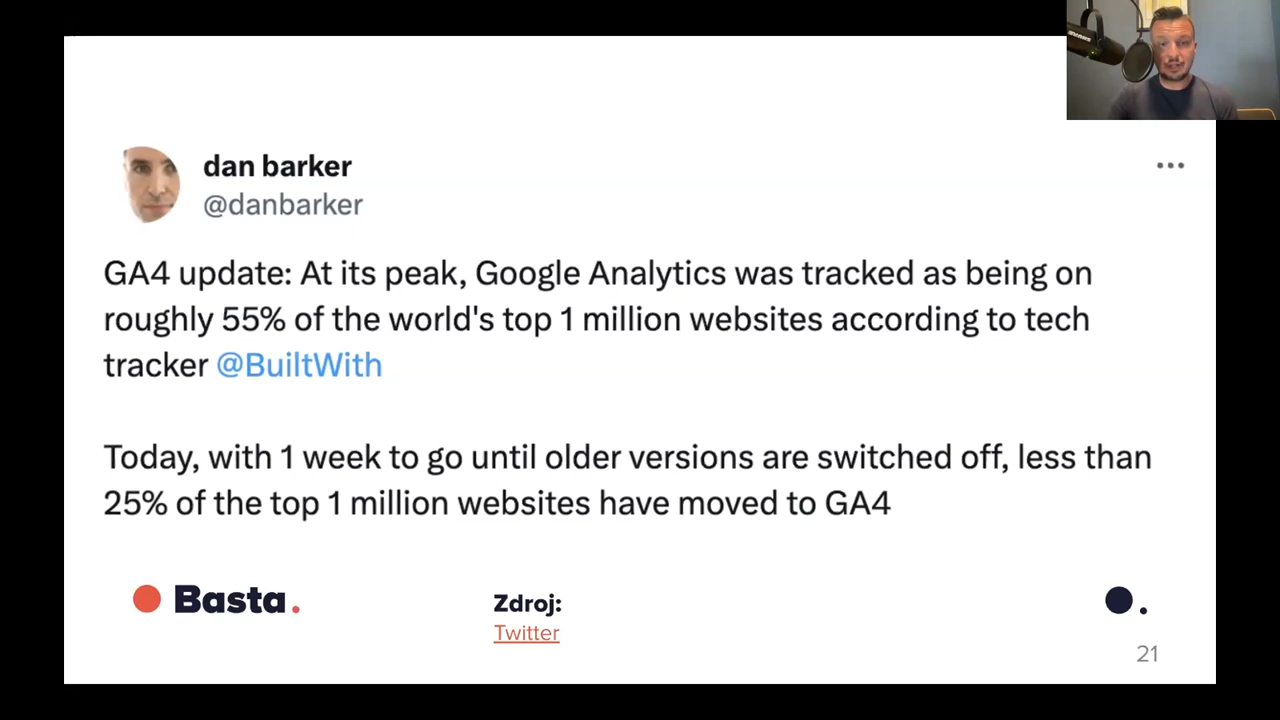 dan barker
@danbarker
GA4 update: At its peak, Google Analytics was tracked as being on
roughly 55% of the world's top 1 million websites according to tech
tracker @BuiltWith
Today, with 1 week to go until older versions are switched off, less than
25% of the top 1 million websites have moved to GA4
Basta.
Zdroj:
Twitter
21